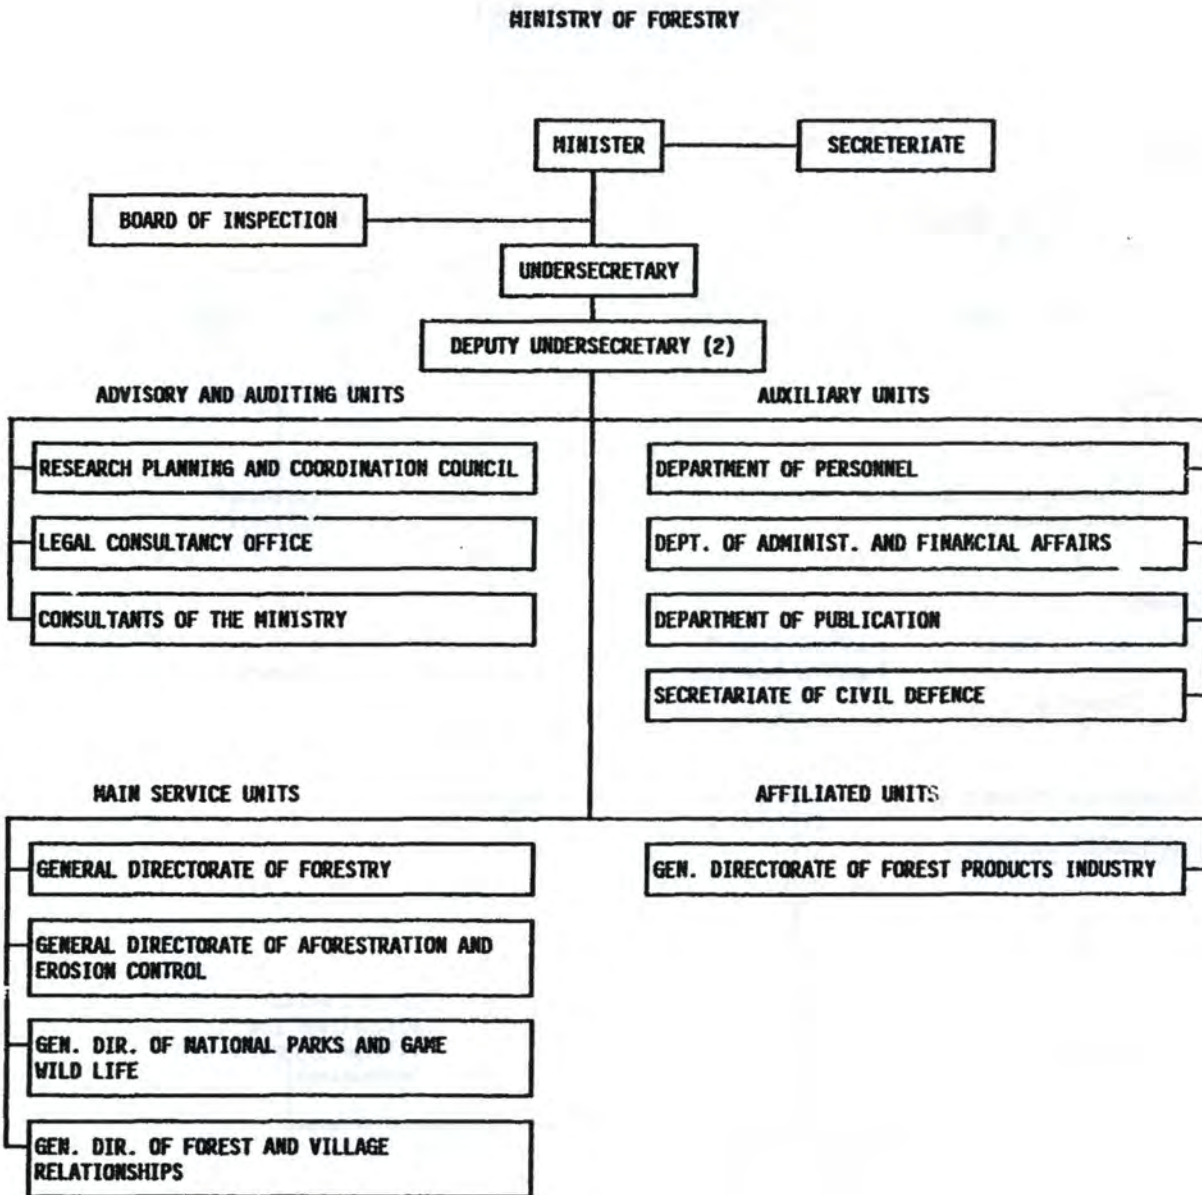 MINISTRY OF FORESTRY
MINISTER
SECRETERIATE
BOARD OF INSPECTION
UNDERSECRETARY
DEPUTY UNDERSECRETARY (2)
ADVISORY AND AUDITING UNITS
RESEARCH PLANNING AND COORDINATION COUNCIL
LEGAL CONSULTANCY OFFICE
CONSULTANTS OF THE MINISTRY
AUXILIARY UNITS
DEPARTMENT OF PERSONNEL
DEPT. OF ADMINIST. AND FINANCIAL AFFAIRS
DEPARTMENT OF PUBLICATION
SECRETARIATE OF CIVIL DEFENCE
MAIN SERVICE UNITS
GENERAL DIRECTORATE OF FORESTRY
GENERAL DIRECTORATE OF AFORESTRATION AND
EROSION CONTROL
GEN. DIR. OF NATIONAL PARKS AND GAME
WILD LIFE
GEN. DIR. OF FOREST AND VILLAGE
RELATIONSHIPS
AFFILIATED UNITS
GEN. DIRECTORATE OF FOREST PRODUCTS INDUSTRY